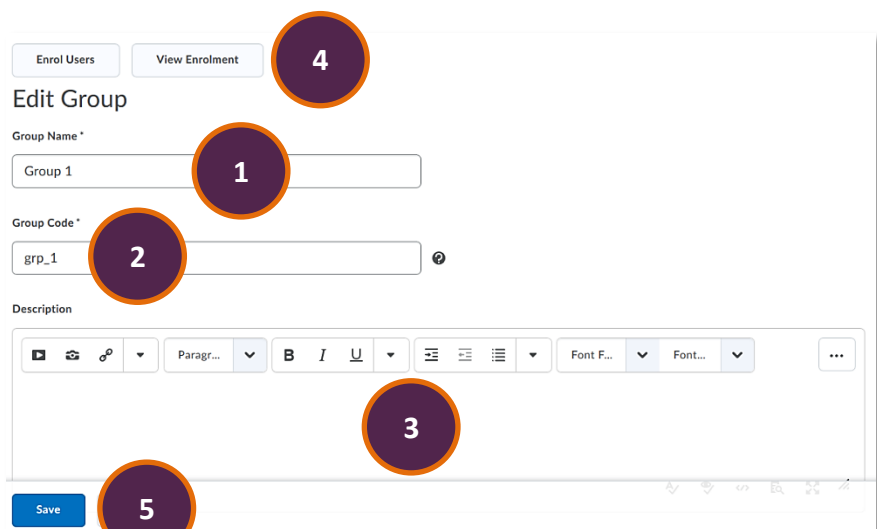 Enrol Users View Enrolment 4
Edit Group
Group Name *
Group 1 1
Group Code *
grp_1 2
Description
Paragr... B I U Font F... Font... ...
3
Save 5